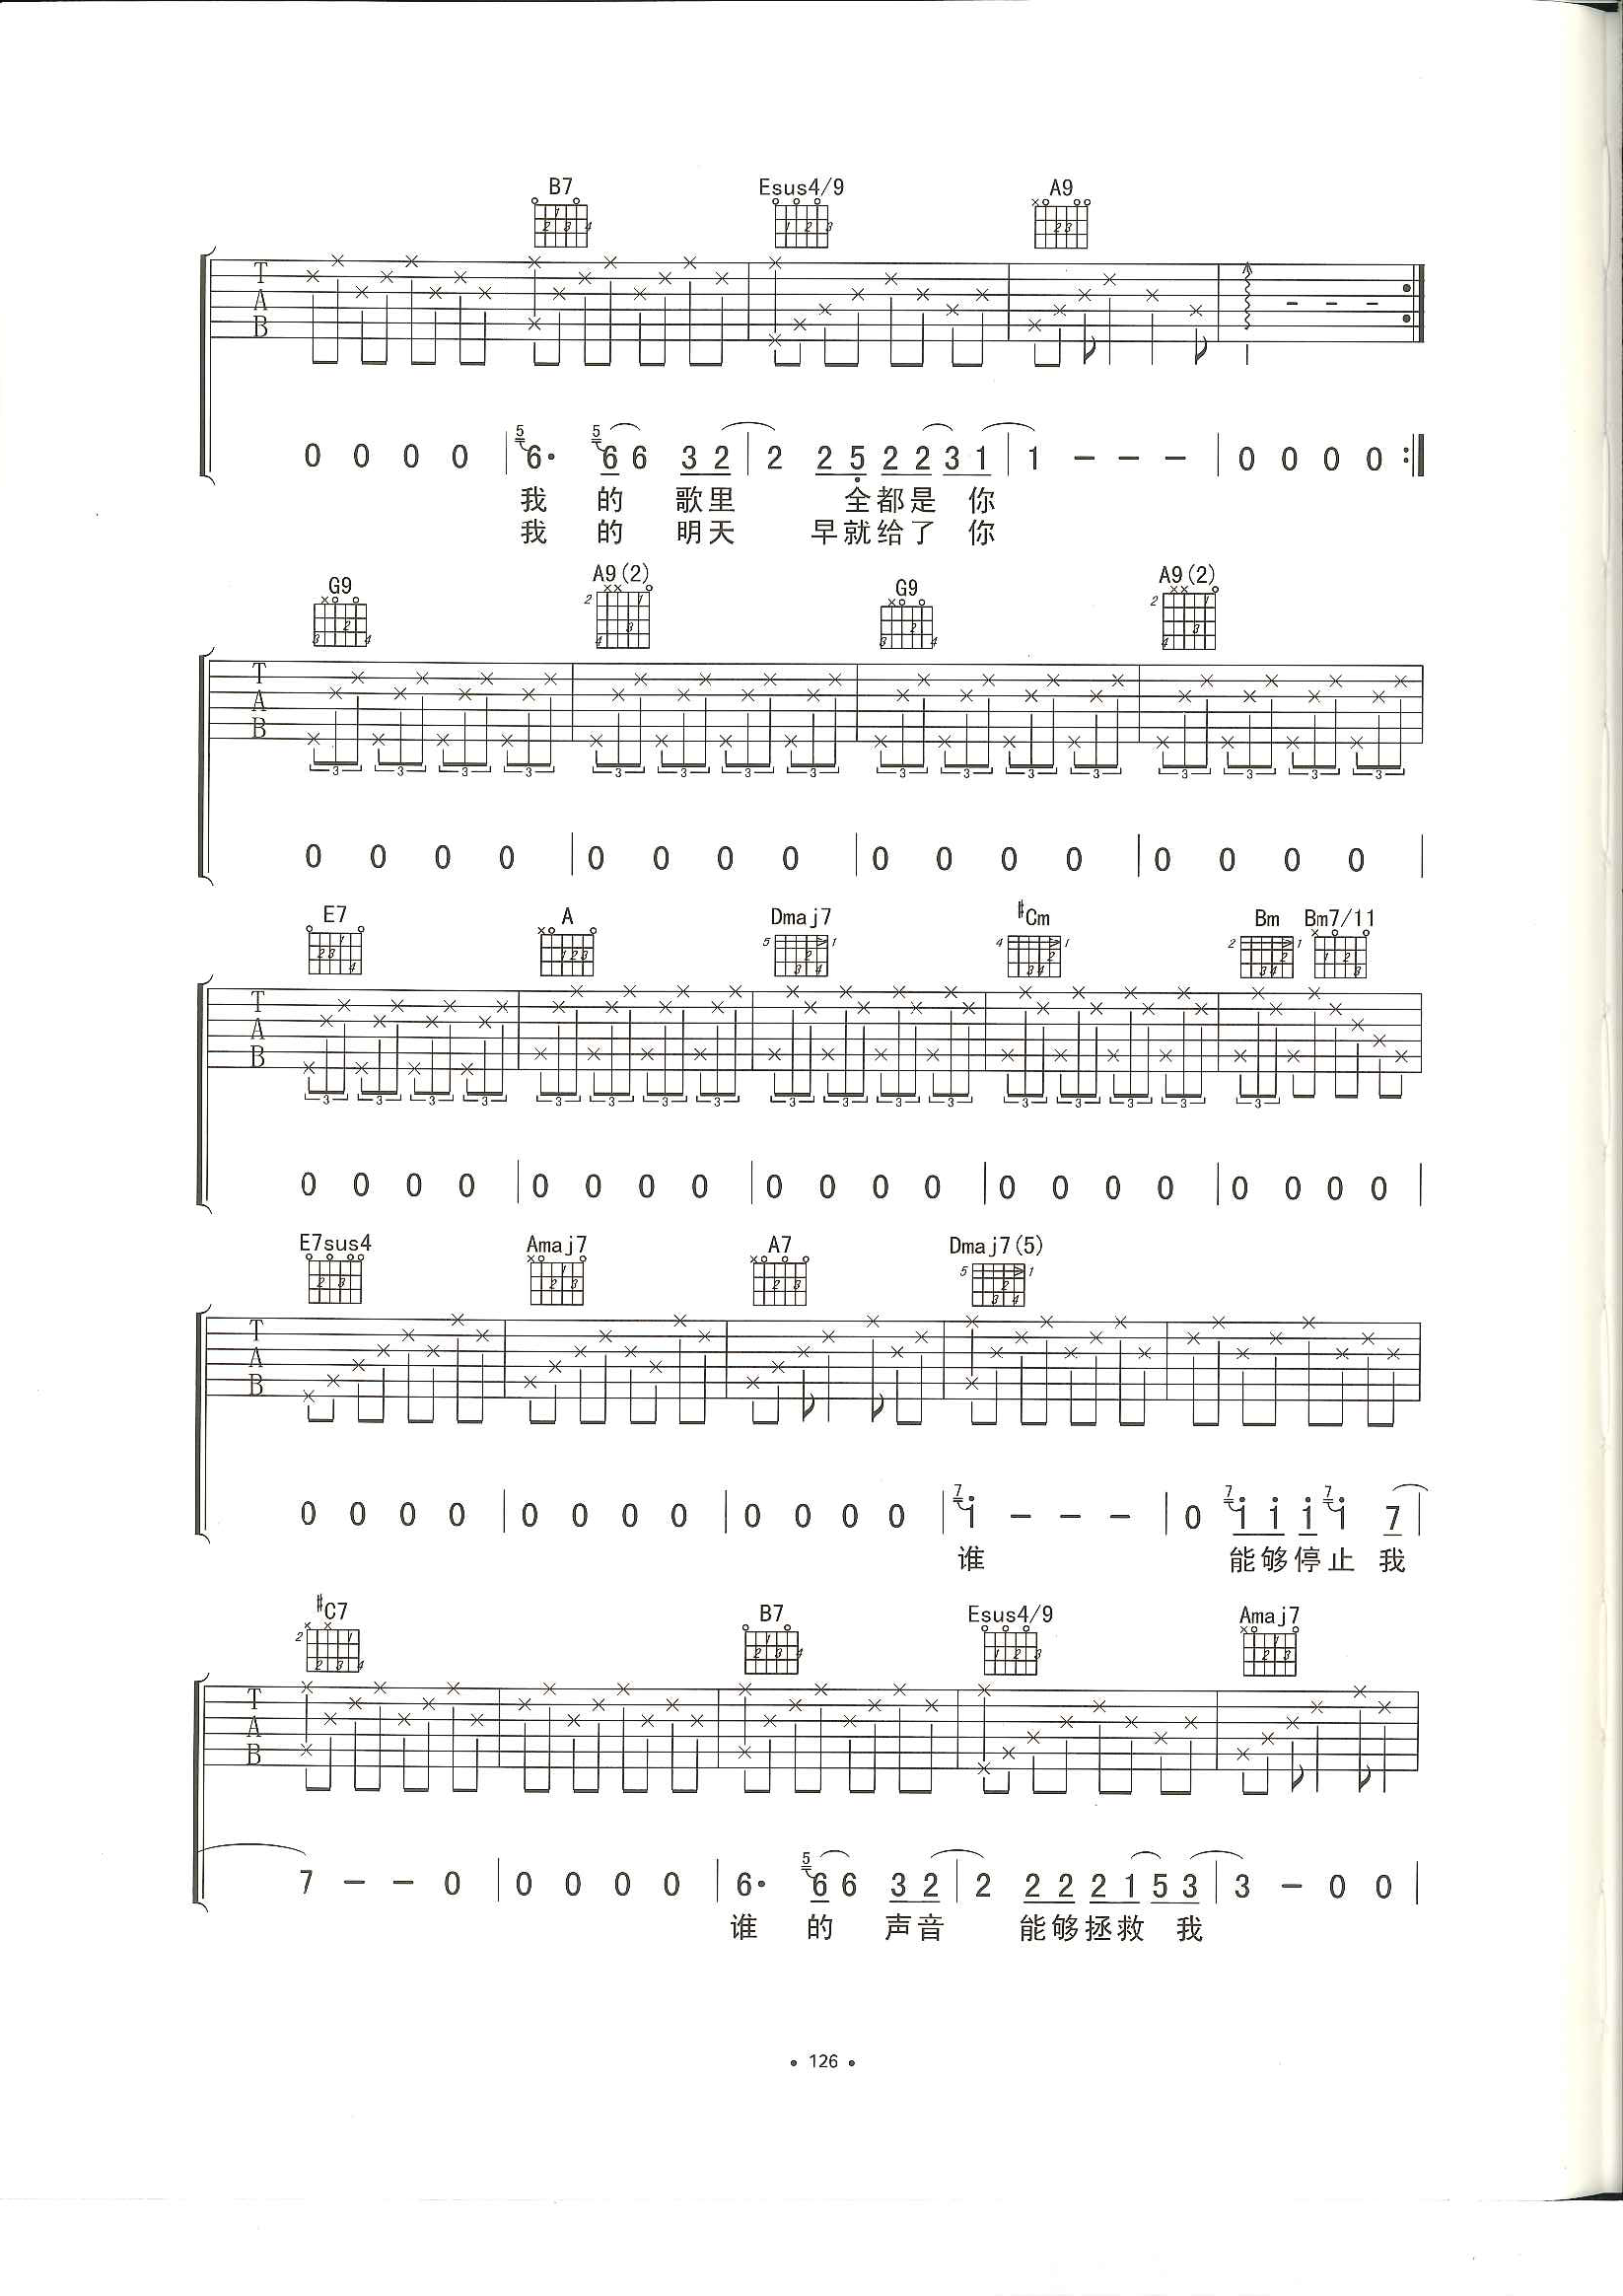 B7 Esus4/9 A9
T
A
B
0 0 0 0 | 6· 6 6 3 2 | 2 2 5 2 2 3 1 | 1 - - - | 0 0 0 0 :||
我 的 歌里 全都是 你
我 的 明天 早就给了 你
G9 A9(2) G9 A9(2)
T
A
B
0 0 0 0 | 0 0 0 0 | 0 0 0 0 | 0 0 0 0 |
E7 A Dmaj7 #Cm Bm Bm7/11
T
A
B
0 0 0 0 | 0 0 0 0 | 0 0 0 0 | 0 0 0 0 | 0 0 0 0 |
E7sus4 Amaj7 A7 Dmaj7(5)
T
A
B
0 0 0 0 | 0 0 0 0 | 0 0 0 0 | i - - - | 0 i i i i 7 |
谁 能够停止 我
#C7 B7 Esus4/9 Amaj7
T
A
B
7 - - 0 | 0 0 0 0 | 6· 6 6 3 2 | 2 2 2 2 1 5 3 | 3 - 0 0 |
谁 的 声音 能够拯救 我
• 126 •